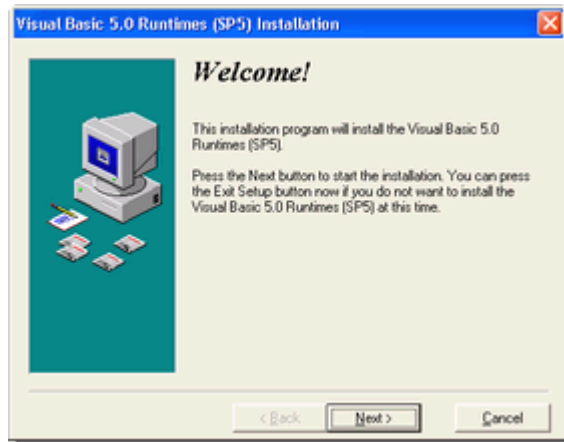 Visual Basic 5.0 Runtimes (SP5) Installation
Welcome!
This installation program will install the Visual Basic 5.0
Runtimes (SP5).
Press the Next button to start the installation. You can press
the Exit Setup button now if you do not want to install the
Visual Basic 5.0 Runtimes (SP5) at this time.
< Back
Next >
Cancel